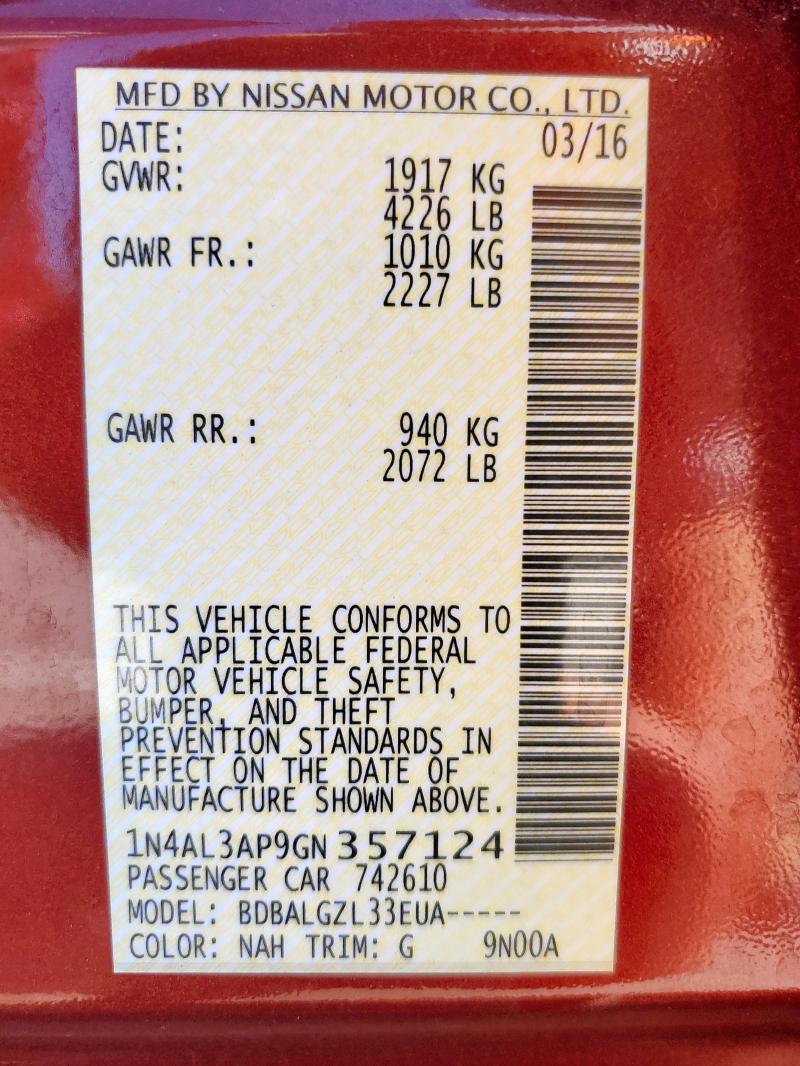 MFD BY NISSAN MOTOR CO., LTD.
DATE: 03/16
GVWR: 1917 KG
4226 LB
GAWR FR.: 1010 KG
2227 LB
GAWR RR.: 940 KG
2072 LB
THIS VEHICLE CONFORMS TO
ALL APPLICABLE FEDERAL
MOTOR VEHICLE SAFETY,
BUMPER, AND THEFT
PREVENTION STANDARDS IN
EFFECT ON THE DATE OF
MANUFACTURE SHOWN ABOVE.
1N4AL3AP9GN357124
PASSENGER CAR 742610
MODEL: BDBALGZL33EUA-----
COLOR: NAH TRIM: G 9N00A